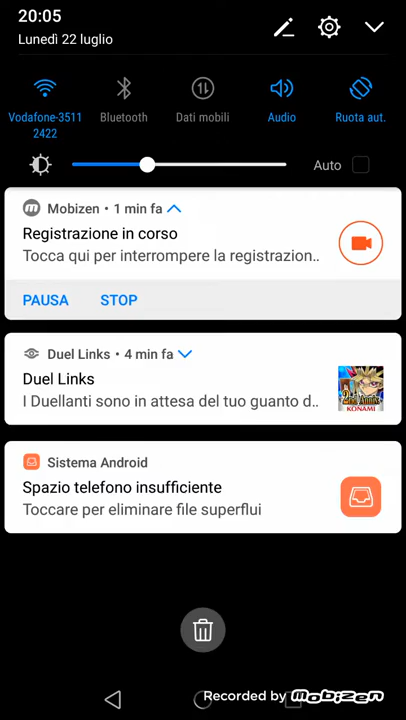 20:05
Lunedì 22 luglio
Vodafone-3511
2422
Bluetooth
Dati mobili
Audio
Ruota aut.
Auto
Mobizen • 1 min fa
Registrazione in corso
Tocca qui per interrompere la registrazion..
PAUSA STOP
Duel Links • 4 min fa
Duel Links
I Duellanti sono in attesa del tuo guanto d..
2nd Anniv.
KONAMI
Sistema Android
Spazio telefono insufficiente
Toccare per eliminare file superflui
Recorded by mobizen